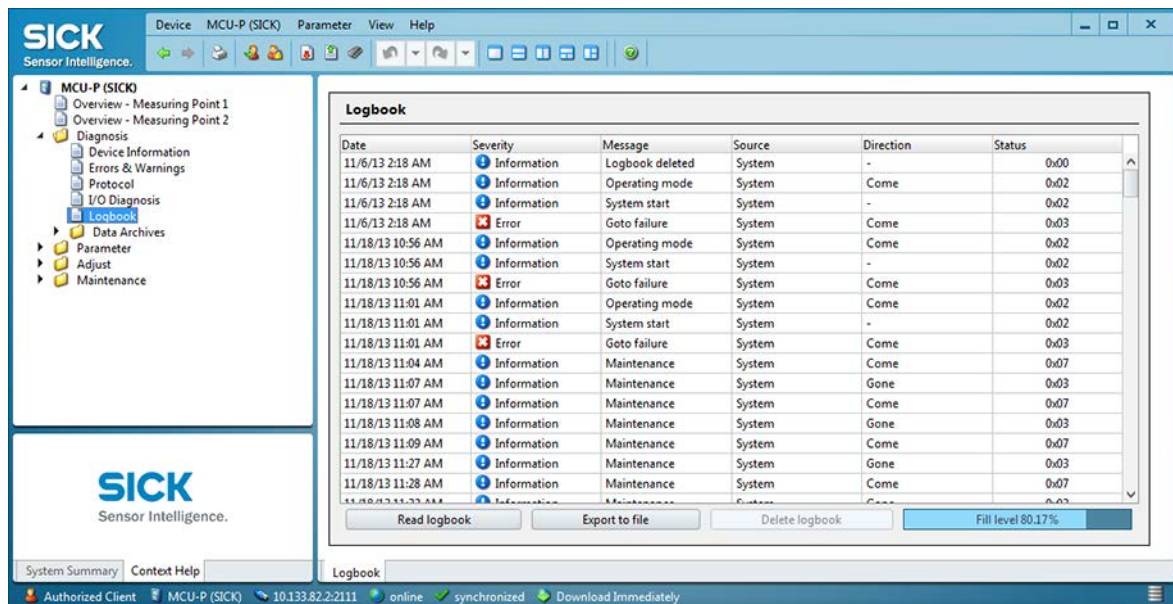 SICK
Sensor Intelligence.
Device MCU-P (SICK) Parameter View Help
MCU-P (SICK)
Overview - Measuring Point 1
Overview - Measuring Point 2
Diagnosis
Device Information
Errors & Warnings
Protocol
I/O Diagnosis
Logbook
Data Archives
Parameter
Adjust
Maintenance
SICK
Sensor Intelligence.
System Summary Context Help
Logbook
Date Severity Message Source Direction Status
11/6/13 2:18 AM Information Logbook deleted System - 0x00
11/6/13 2:18 AM Information Operating mode System Come 0x02
11/6/13 2:18 AM Information System start System - 0x02
11/6/13 2:18 AM Error Goto failure System Come 0x03
11/18/13 10:56 AM Information Operating mode System Come 0x02
11/18/13 10:56 AM Information System start System - 0x02
11/18/13 10:56 AM Error Goto failure System Come 0x03
11/18/13 11:01 AM Information Operating mode System Come 0x02
11/18/13 11:01 AM Information System start System - 0x02
11/18/13 11:01 AM Error Goto failure System Come 0x03
11/18/13 11:04 AM Information Maintenance System Come 0x07
11/18/13 11:07 AM Information Maintenance System Gone 0x03
11/18/13 11:07 AM Information Maintenance System Come 0x07
11/18/13 11:08 AM Information Maintenance System Gone 0x03
11/18/13 11:09 AM Information Maintenance System Come 0x07
11/18/13 11:27 AM Information Maintenance System Gone 0x03
11/18/13 11:28 AM Information Maintenance System Come 0x07
Read logbook Export to file Delete logbook Fill level 80.17%
Logbook
Authorized Client MCU-P (SICK) 10.133.82.2:2111 online synchronized Download Immediately